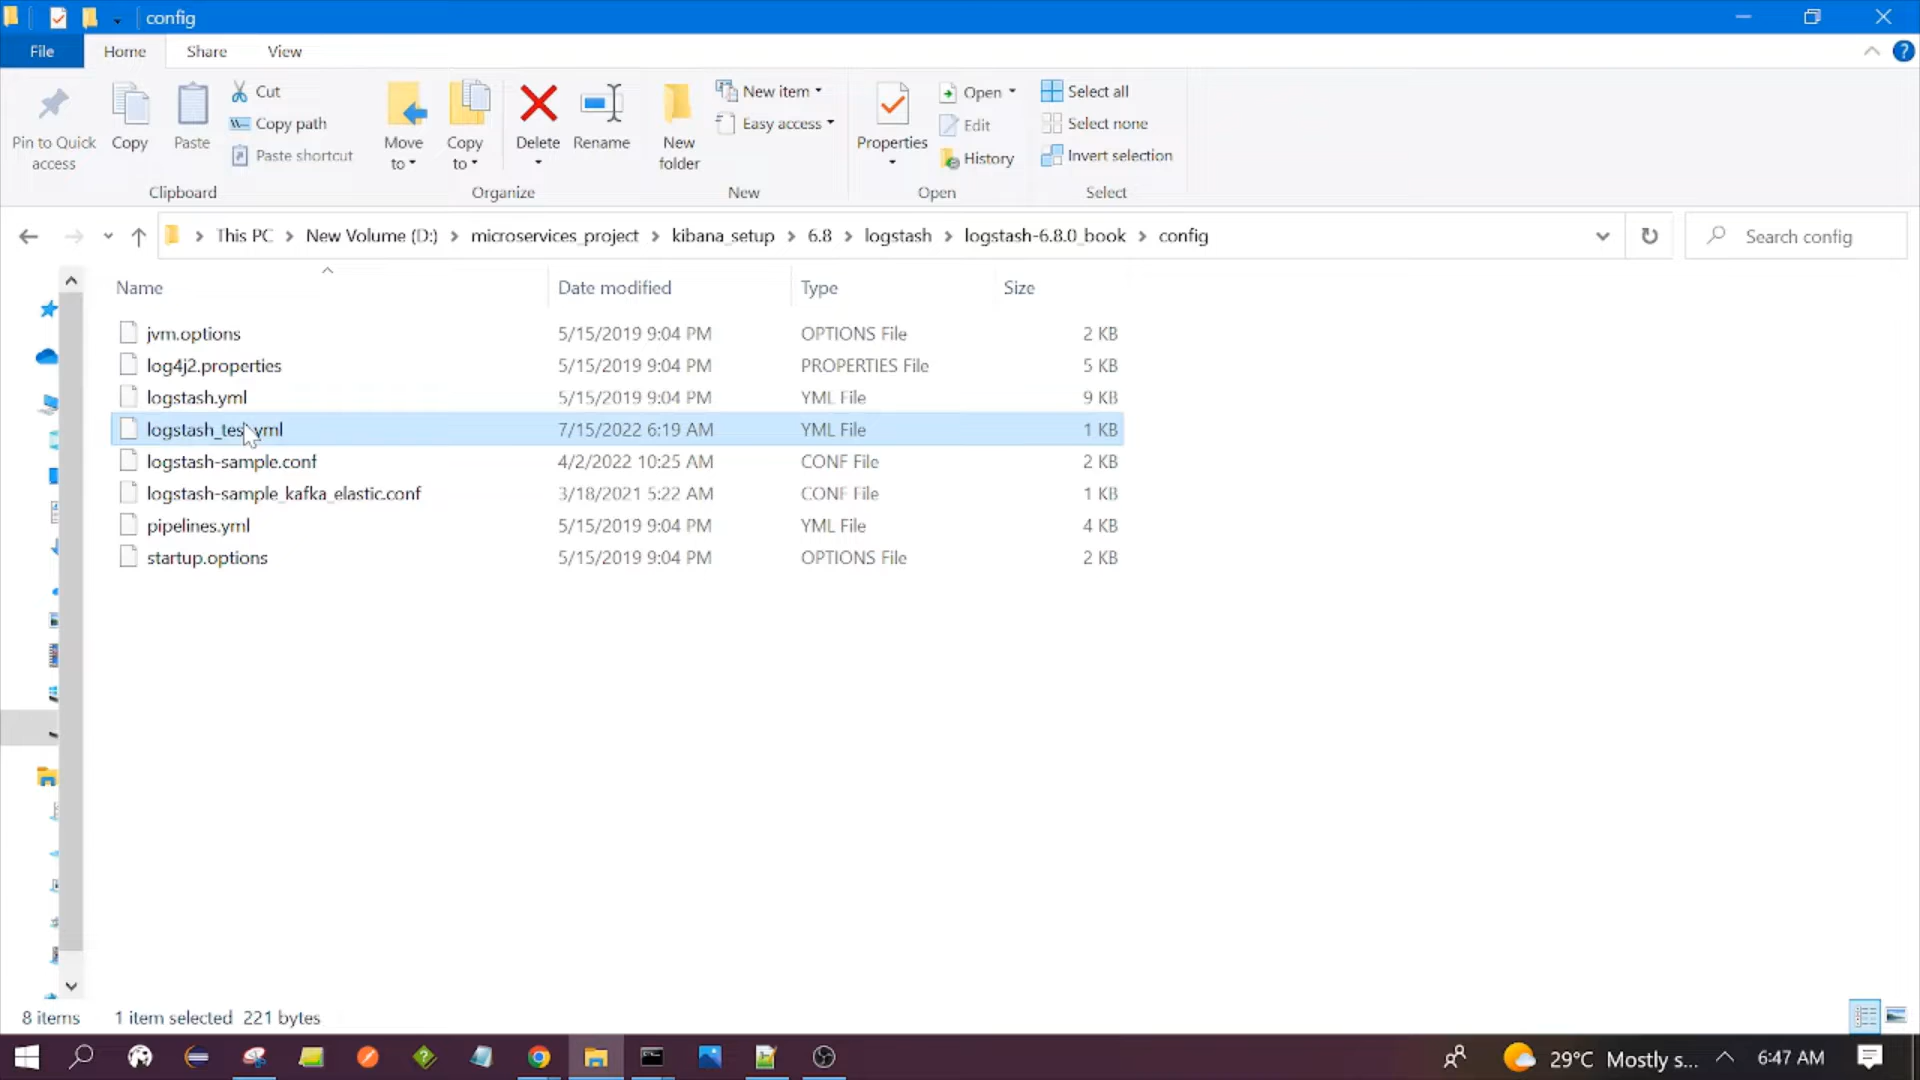 config
File Home Share View
Pin to Quick access
Copy
Paste
Cut
Copy path
Paste shortcut
Clipboard
Move to
Copy to
Delete
Rename
Organize
New folder
New item
Easy access
New
Properties
Open
Edit
History
Open
Select all
Select none
Invert selection
Select
This PC New Volume (D:) microservices_project kibana_setup 6.8 logstash logstash-6.8.0_book config
Search config
Name Date modified Type Size
jvm.options 5/15/2019 9:04 PM OPTIONS File 2 KB
log4j2.properties 5/15/2019 9:04 PM PROPERTIES File 5 KB
logstash.yml 5/15/2019 9:04 PM YML File 9 KB
logstash_test.yml 7/15/2022 6:19 AM YML File 1 KB
logstash-sample.conf 4/2/2022 10:25 AM CONF File 2 KB
logstash-sample_kafka_elastic.conf 3/18/2021 5:22 AM CONF File 1 KB
pipelines.yml 5/15/2019 9:04 PM YML File 4 KB
startup.options 5/15/2019 9:04 PM OPTIONS File 2 KB
8 items 1 item selected 221 bytes
29°C Mostly s... 6:47 AM